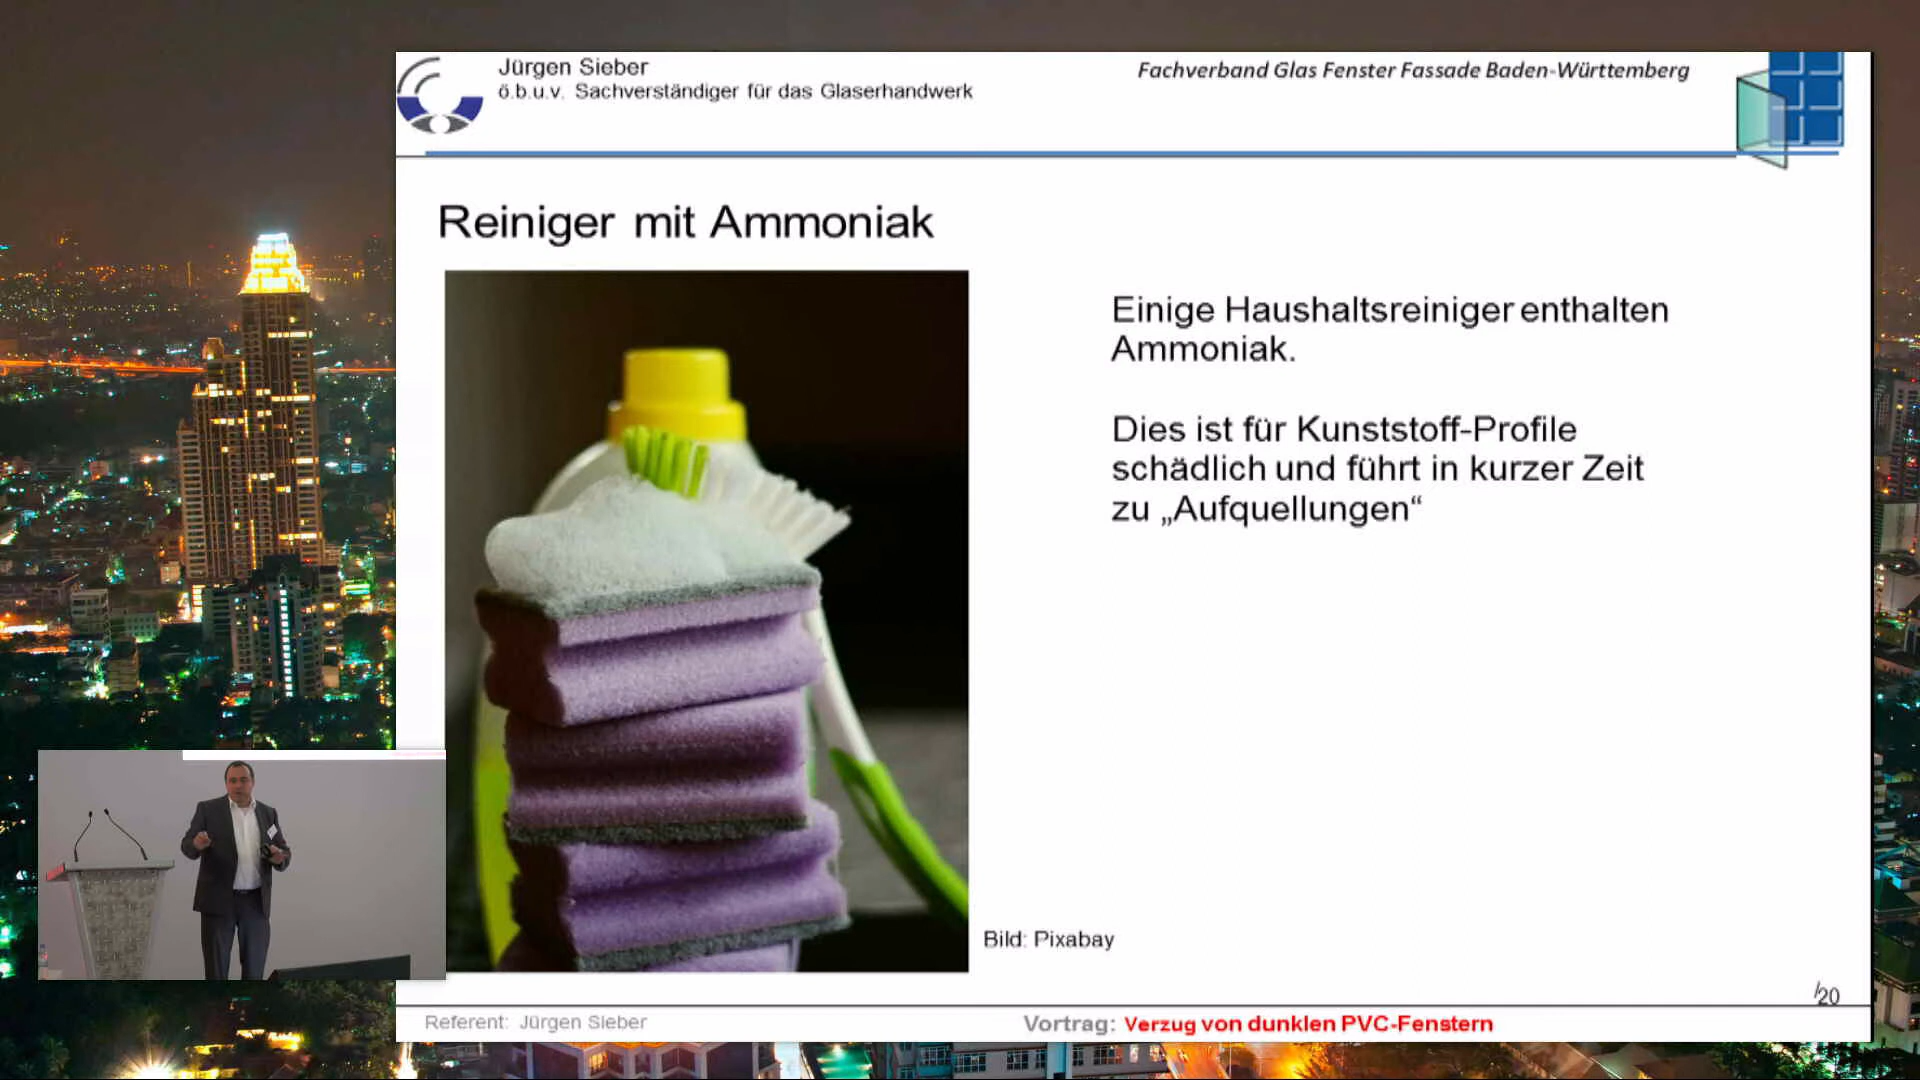 Jürgen Sieber
ö.b.u.v. Sachverständiger für das Glaserhandwerk
Fachverband Glas Fenster Fassade Baden-Württemberg
Reiniger mit Ammoniak
Einige Haushaltsreiniger enthalten
Ammoniak.
Dies ist für Kunststoff-Profile
schädlich und führt in kurzer Zeit
zu „Aufquellungen“
Bild: Pixabay
/20
Referent: Jürgen Sieber
Vortrag: Verzug von dunklen PVC-Fenstern